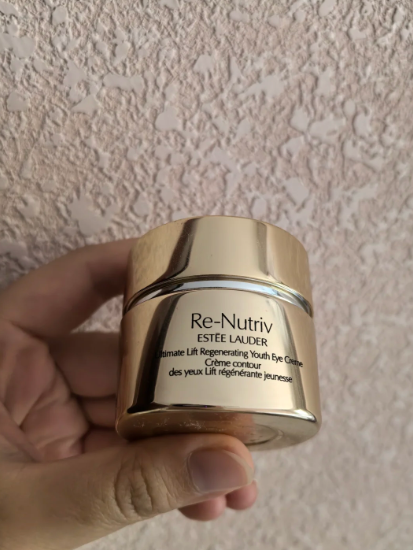 Re-Nutriv
ESTĒE LAUDER
Ultimate Lift Regenerating Youth Eye Creme
Crème contour
des yeux Lift régénérante jeunesse